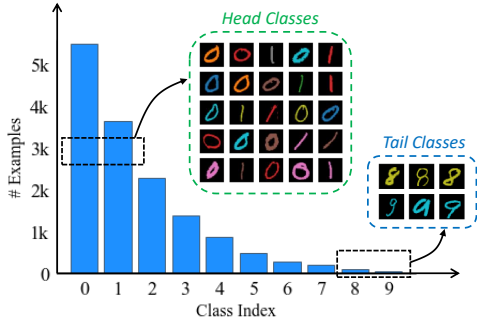 Head Classes
Tail Classes
# Examples
5k
4k
3k
2k
1k
0
0 1 2 3 4 5 6 7 8 9
Class Index